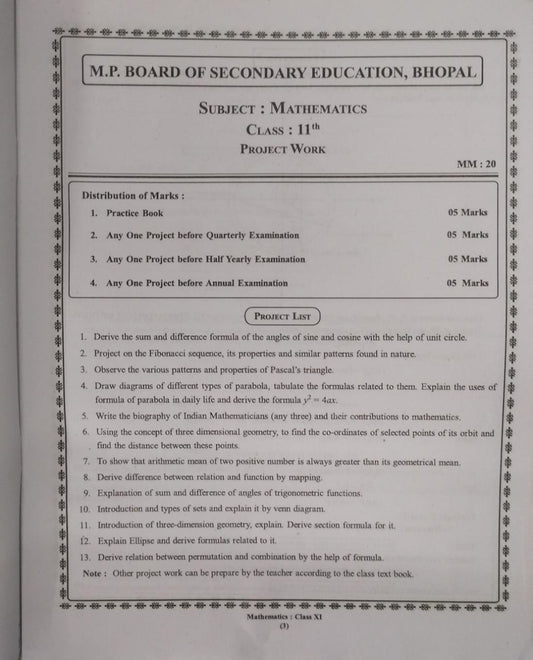 M.P. BOARD OF SECONDARY EDUCATION, BHOPAL
SUBJECT : MATHEMATICS
CLASS : 11th
PROJECT WORK
MM : 20
Distribution of Marks :
1. Practice Book 05 Marks
2. Any One Project before Quarterly Examination 05 Marks
3. Any One Project before Half Yearly Examination 05 Marks
4. Any One Project before Annual Examination 05 Marks
PROJECT LIST
1. Derive the sum and difference formula of the angles of sine and cosine with the help of unit circle.
2. Project on the Fibonacci sequence, its properties and similar patterns found in nature.
3. Observe the various patterns and properties of Pascal's triangle.
4. Draw diagrams of different types of parabola, tabulate the formulas related to them. Explain the uses of
formula of parabola in daily life and derive the formula y² = 4ax.
5. Write the biography of Indian Mathematicians (any three) and their contributions to mathematics.
6. Using the concept of three dimensional geometry, to find the co-ordinates of selected points of its orbit and
find the distance between these points.
7. To show that arithmetic mean of two positive number is always greater than its geometrical mean.
8. Derive difference between relation and function by mapping.
9. Explanation of sum and difference of angles of trigonometric functions.
10. Introduction and types of sets and explain it by venn diagram.
11. Introduction of three-dimension geometry, explain. Derive section formula for it.
12. Explain Ellipse and derive formulas related to it.
13. Derive relation between permutation and combination by the help of formula.
Note : Other project work can be prepare by the teacher according to the class text book.
Mathematics : Class XI
(3)